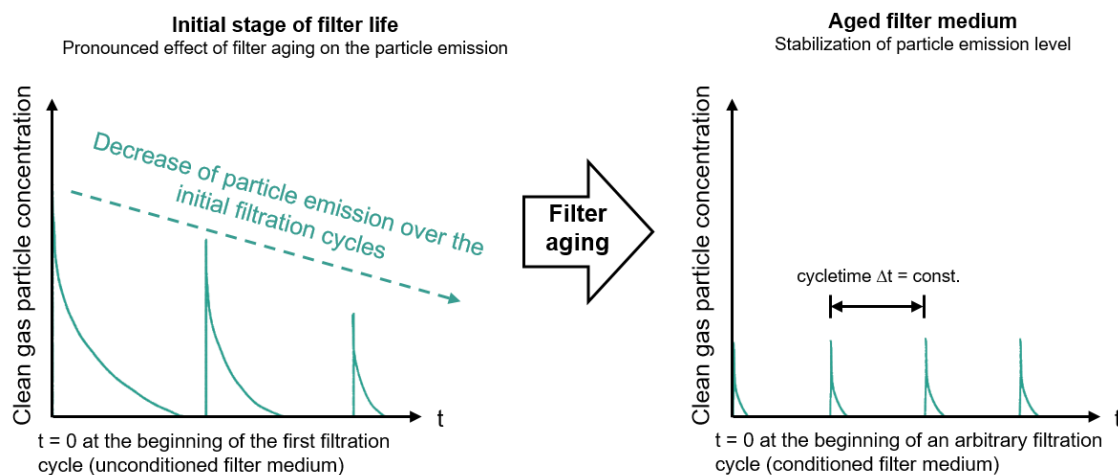 Initial stage of filter life
Pronounced effect of filter aging on the particle emission
Clean gas particle concentration
Decrease of particle emission over the
initial filtration cycles
t
t = 0 at the beginning of the first filtration
cycle (unconditioned filter medium)
Filter
aging
Aged filter medium
Stabilization of particle emission level
Clean gas particle concentration
cycletime Δt = const.
t
t = 0 at the beginning of an arbitrary filtration
cycle (conditioned filter medium)